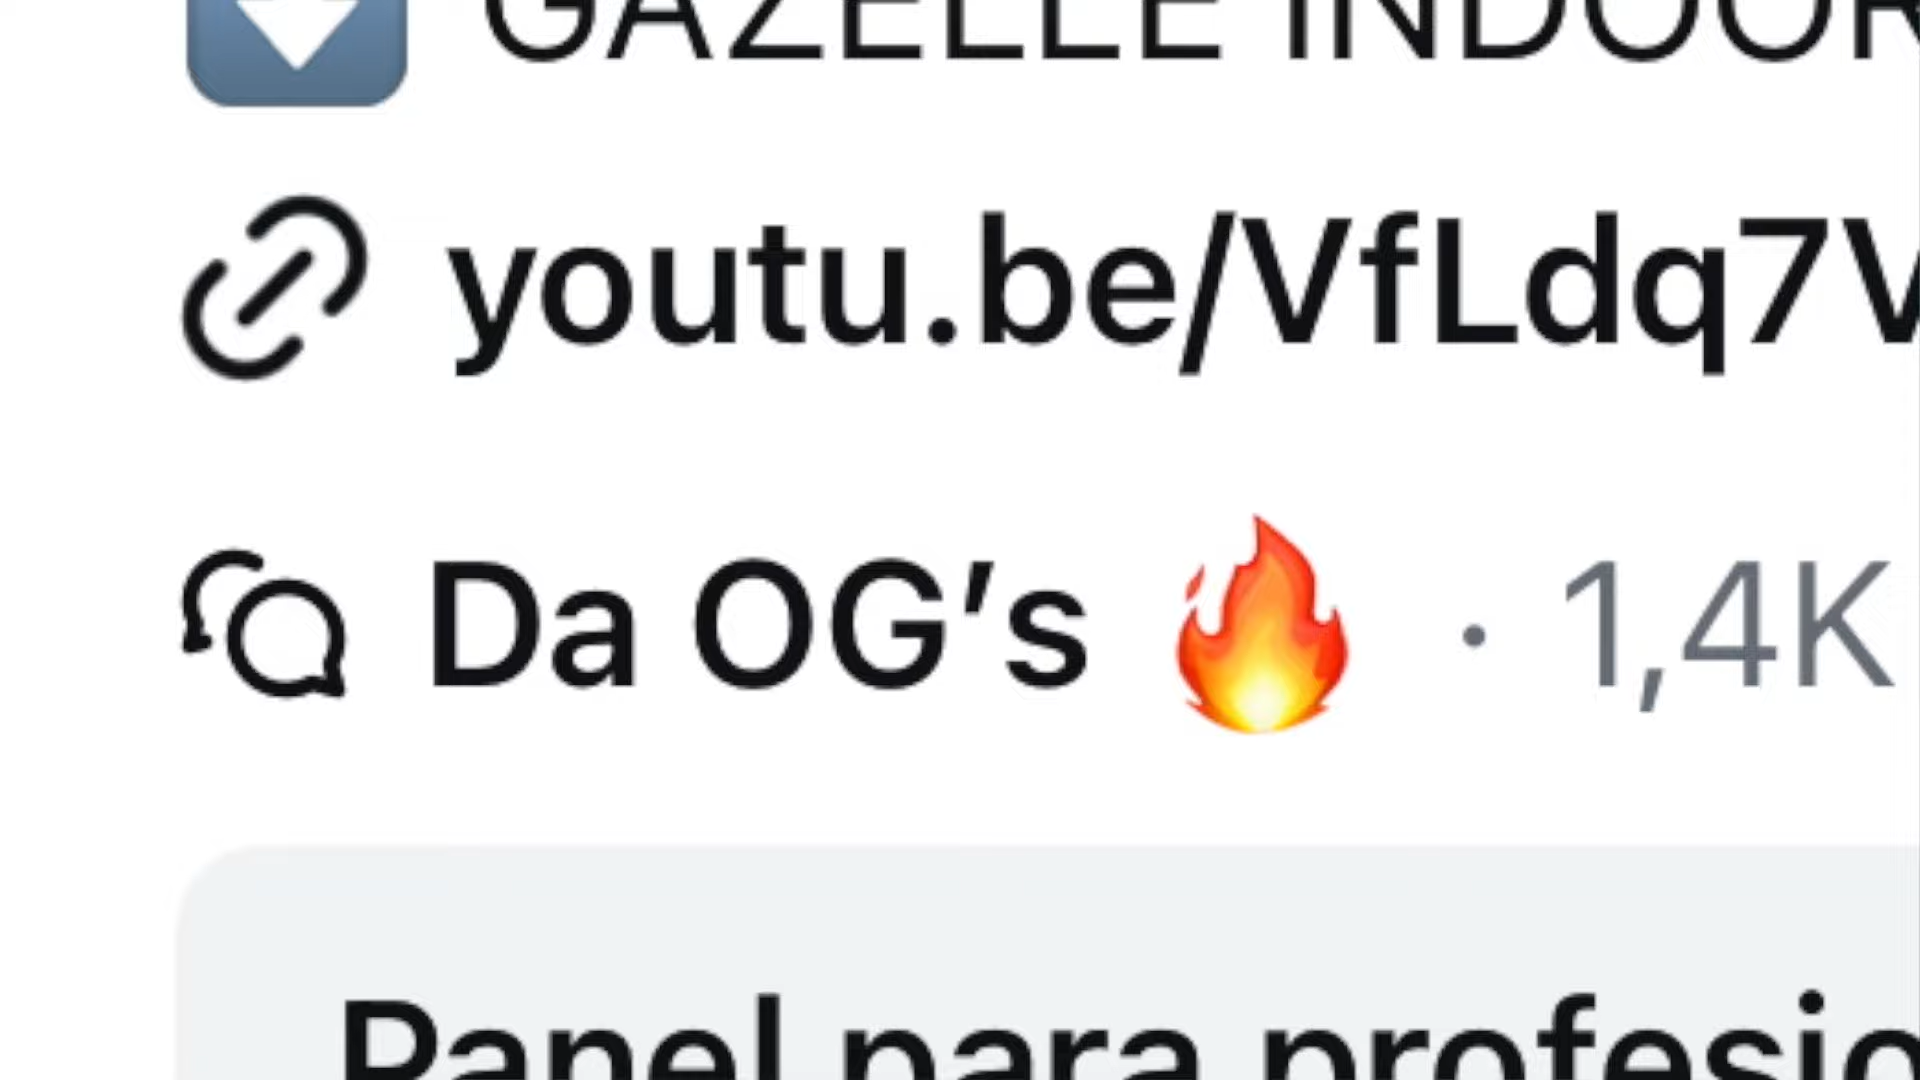 ⬇️ GAZELLE INDOOR
youtu.be/VfLdq7V
Da OG’s 🔥 · 1,4K
Panel para profesio